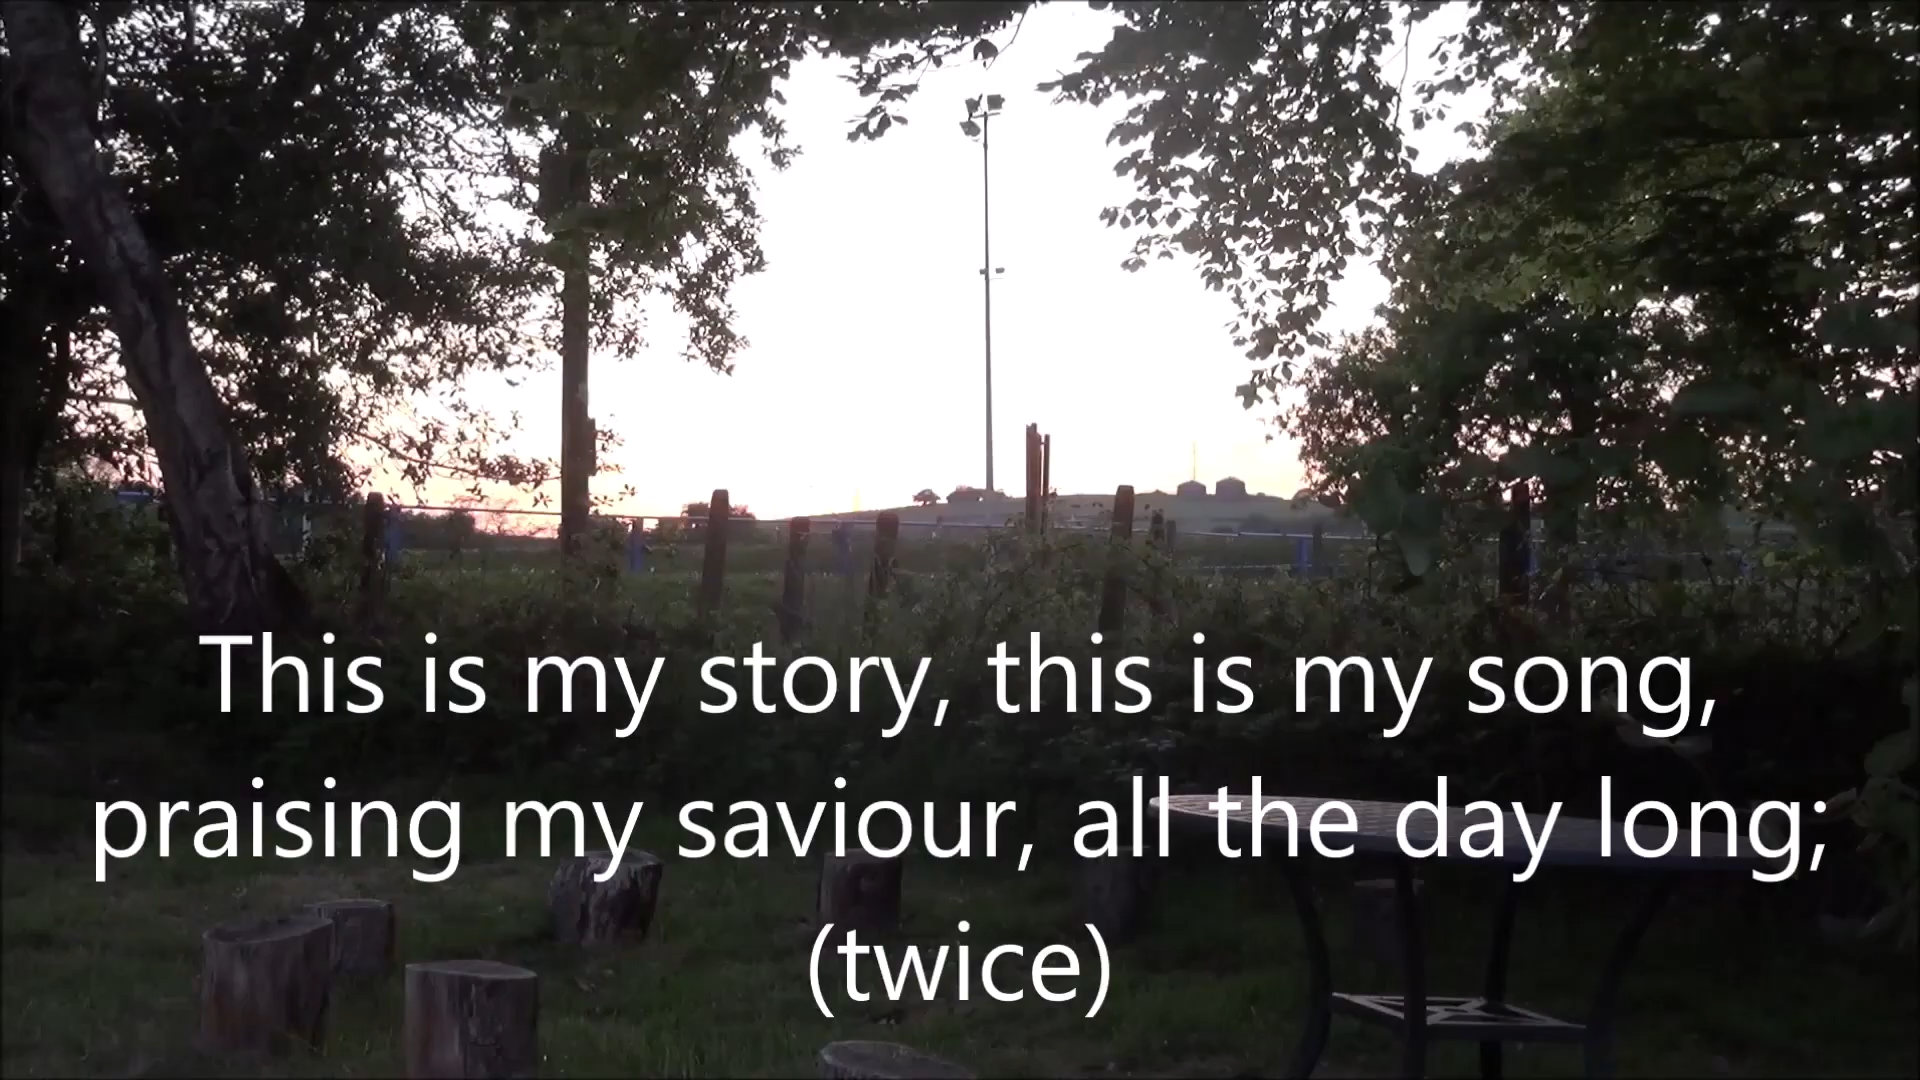 This is my story, this is my song,
praising my saviour, all the day long;
(twice)